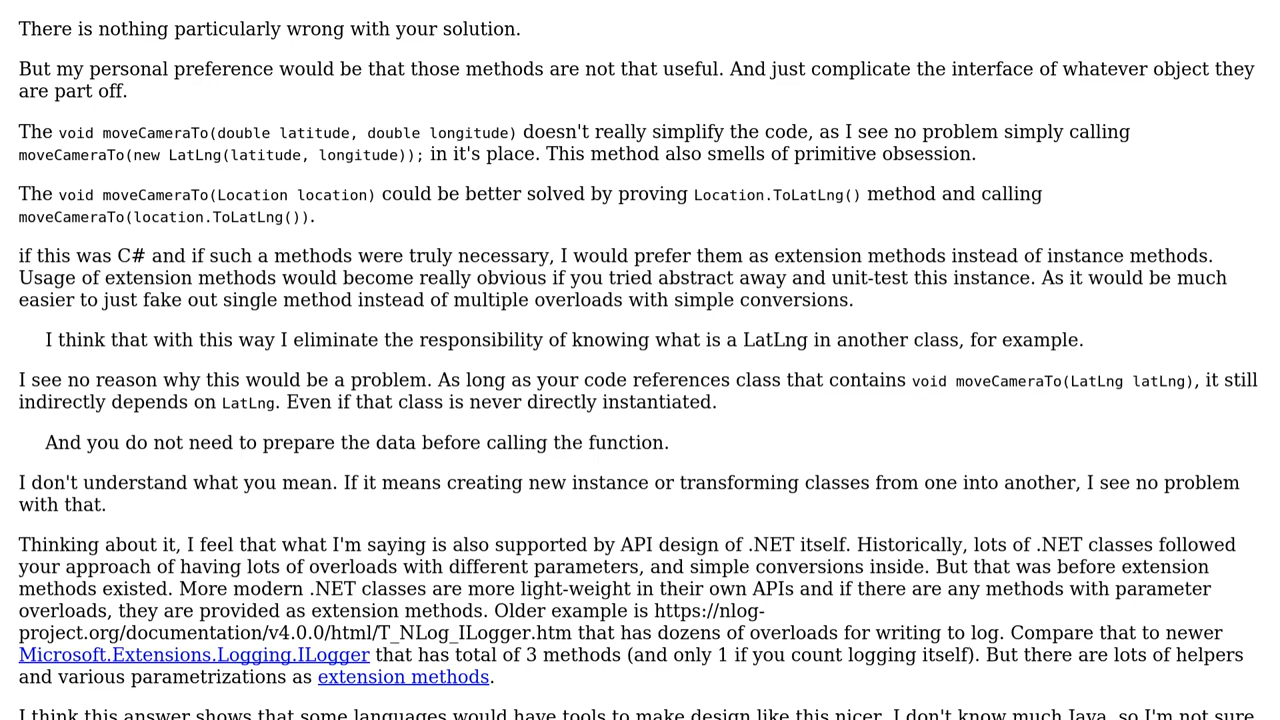 There is nothing particularly wrong with your solution.
But my personal preference would be that those methods are not that useful. And just complicate the interface of whatever object they
are part off.
The void moveCameraTo(double latitude, double longitude) doesn't really simplify the code, as I see no problem simply calling
moveCameraTo(new LatLng(latitude, longitude)); in it's place. This method also smells of primitive obsession.
The void moveCameraTo(Location location) could be better solved by proving Location.ToLatLng() method and calling
moveCameraTo(location.ToLatLng()).
if this was C# and if such a methods were truly necessary, I would prefer them as extension methods instead of instance methods.
Usage of extension methods would become really obvious if you tried abstract away and unit-test this instance. As it would be much
easier to just fake out single method instead of multiple overloads with simple conversions.
I think that with this way I eliminate the responsibility of knowing what is a LatLng in another class, for example.
I see no reason why this would be a problem. As long as your code references class that contains void moveCameraTo(LatLng latLng), it still
indirectly depends on LatLng. Even if that class is never directly instantiated.
And you do not need to prepare the data before calling the function.
I don't understand what you mean. If it means creating new instance or transforming classes from one into another, I see no problem
with that.
Thinking about it, I feel that what I'm saying is also supported by API design of .NET itself. Historically, lots of .NET classes followed
your approach of having lots of overloads with different parameters, and simple conversions inside. But that was before extension
methods existed. More modern .NET classes are more light-weight in their own APIs and if there are any methods with parameter
overloads, they are provided as extension methods. Older example is https://nlog-
project.org/documentation/v4.0.0/html/T_NLog_ILogger.htm that has dozens of overloads for writing to log. Compare that to newer
Microsoft.Extensions.Logging.ILogger that has total of 3 methods (and only 1 if you count logging itself). But there are lots of helpers
and various parametrizations as extension methods.
I think this answer shows that some languages would have tools to make design like this nicer. I don't know much Java, so I'm not sure